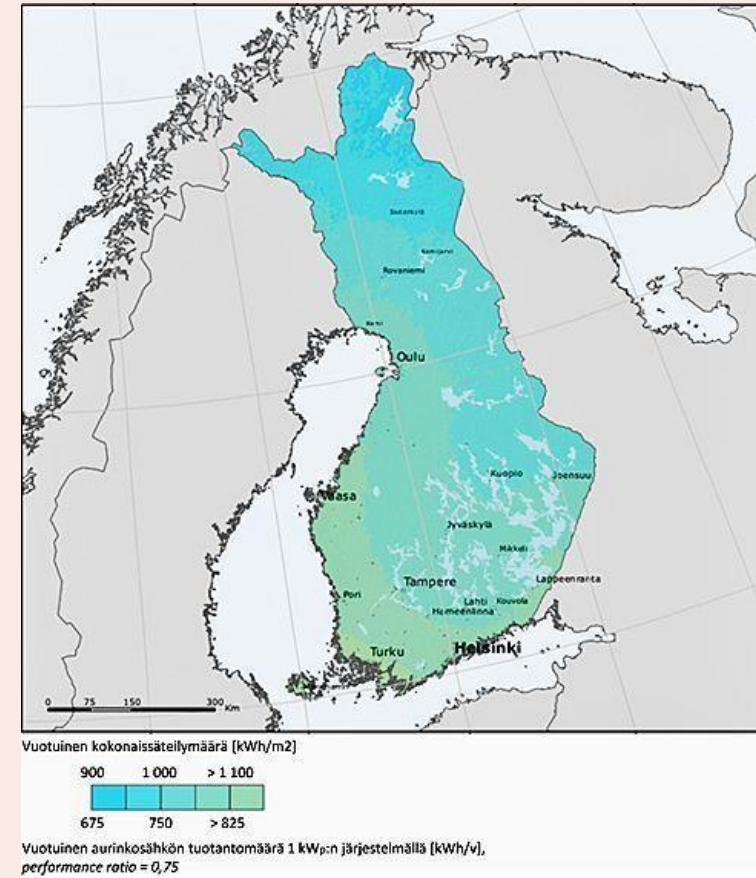 Sodankylä
Kemijärvi
Rovaniemi
Kemi
Oulu
Vaasa
Kuopio
Joensuu
Jyväskylä
Mikkeli
Tampere
Lappeenranta
Pori
Lahti
Kouvola
Hämeenlinna
Turku
Helsinki
0 75 150 300
Km
Vuotuinen kokonaissäteilymäärä [kWh/m2]
900 1 000 > 1 100
675 750 > 825
Vuotuinen aurinkosähkön tuotantomäärä 1 kWp:n järjestelmällä [kWh/v],
performance ratio = 0,75